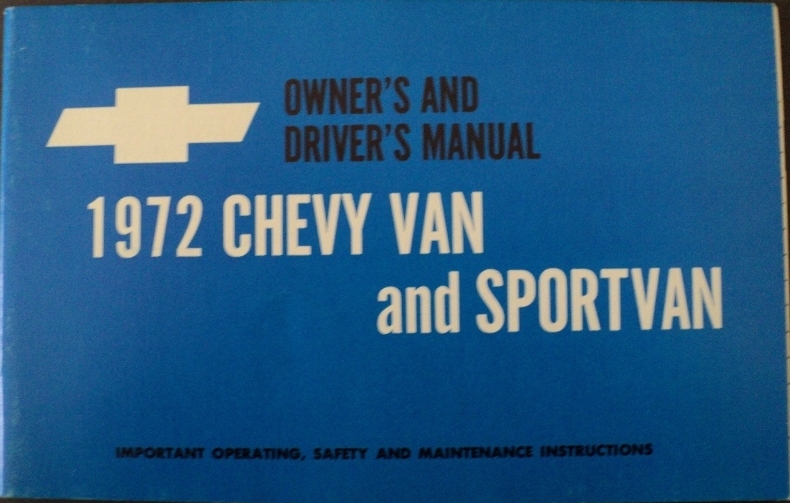 OWNER'S AND
DRIVER'S MANUAL
1972 CHEVY VAN
and SPORTVAN
IMPORTANT OPERATING, SAFETY AND MAINTENANCE INSTRUCTIONS